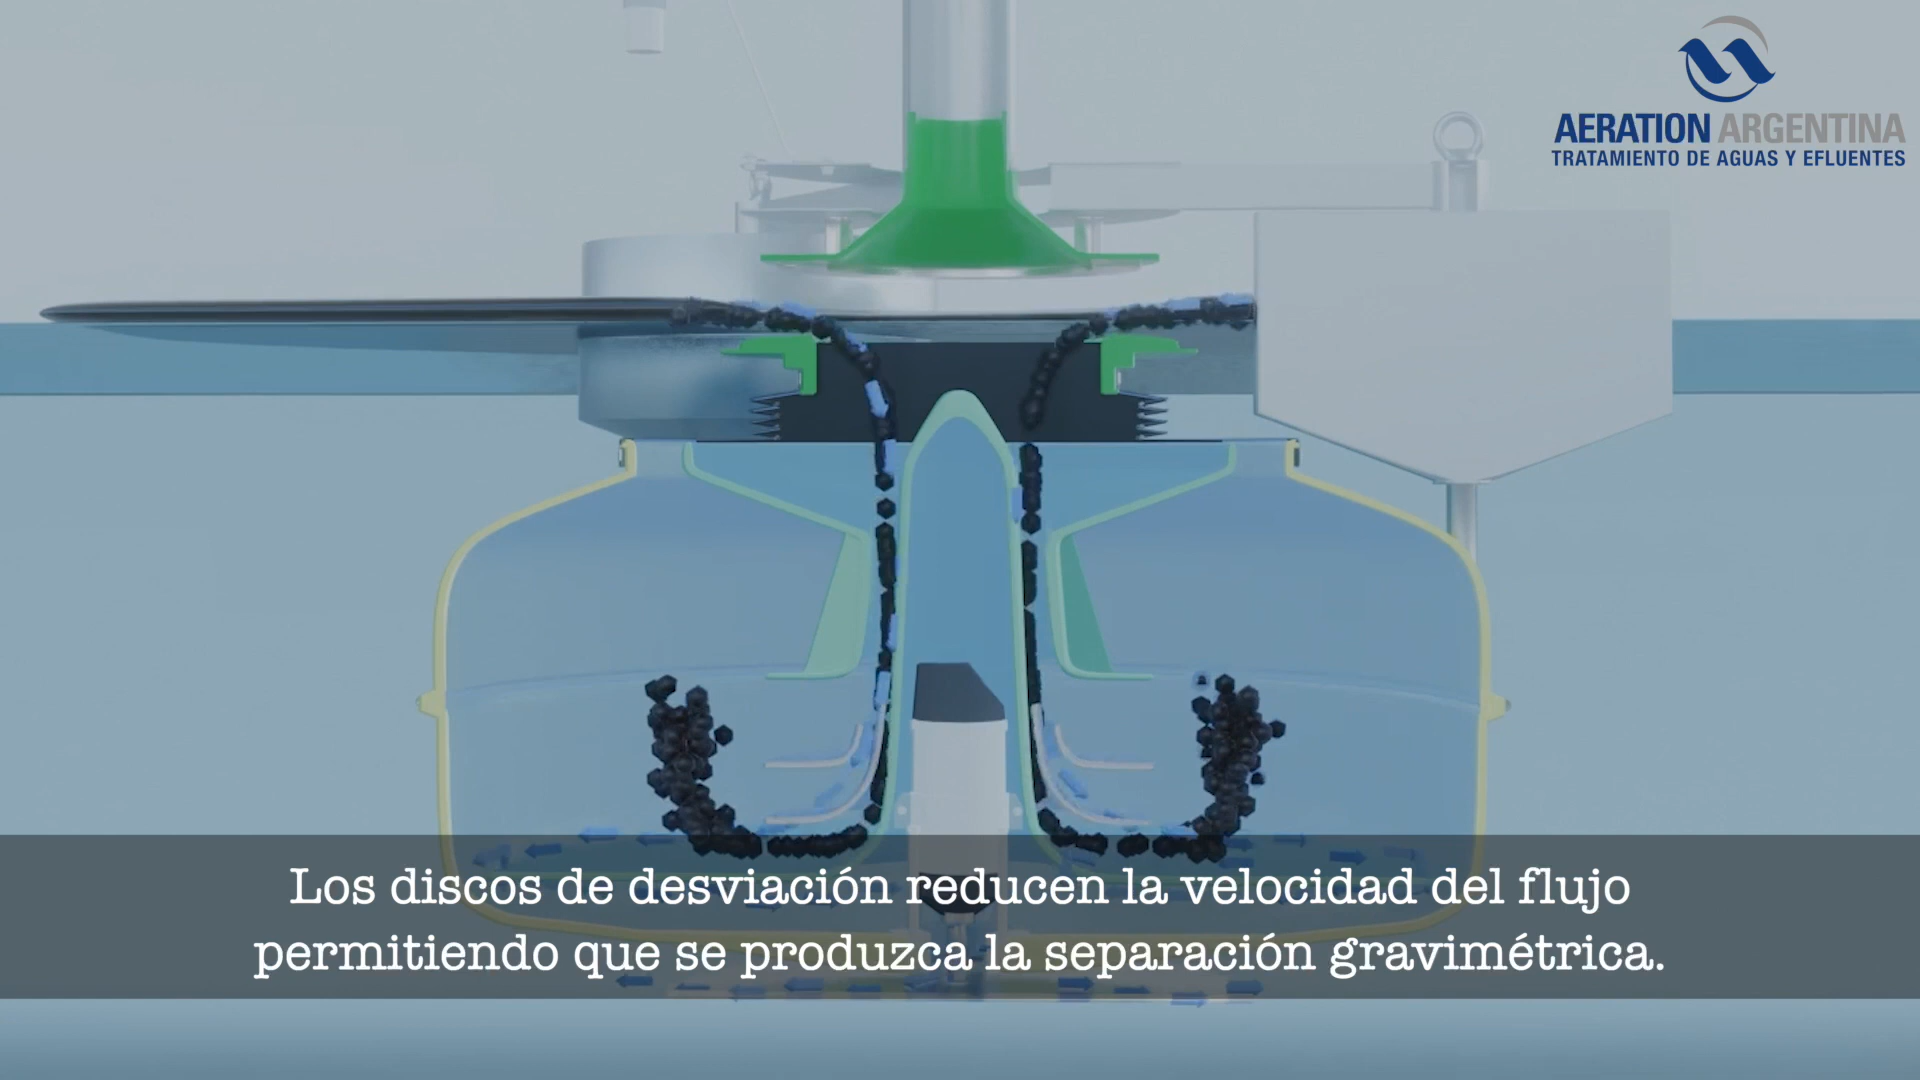 AERATION ARGENTINA
TRATAMIENTO DE AGUAS Y EFLUENTES
Los discos de desviación reducen la velocidad del flujo
permitiendo que se produzca la separación gravimétrica.